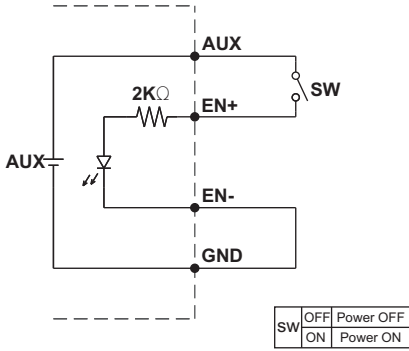 AUX
2KΩ
SW
EN+
AUX
EN-
GND
SW OFF Power OFF
ON Power ON